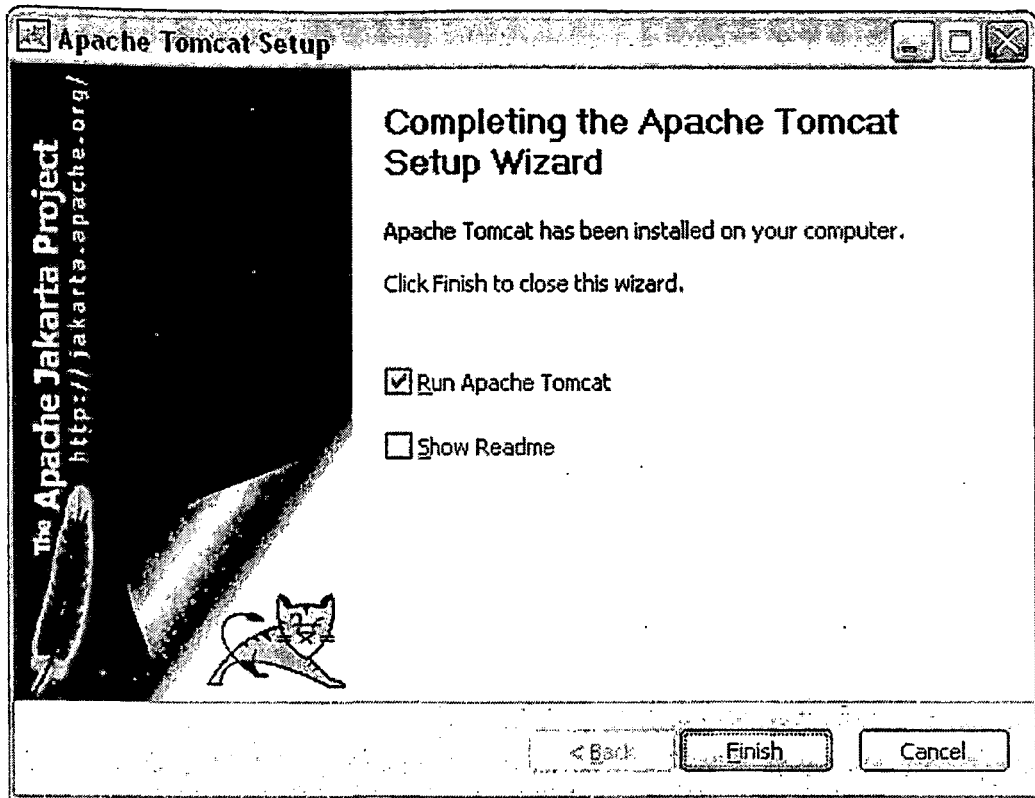 Apache Tomcat Setup
The Apache Jakarta Project
http://jakarta.apache.org/
Completing the Apache Tomcat
Setup Wizard
Apache Tomcat has been installed on your computer.
Click Finish to close this wizard.
Run Apache Tomcat
Show Readme
< Back
Finish
Cancel